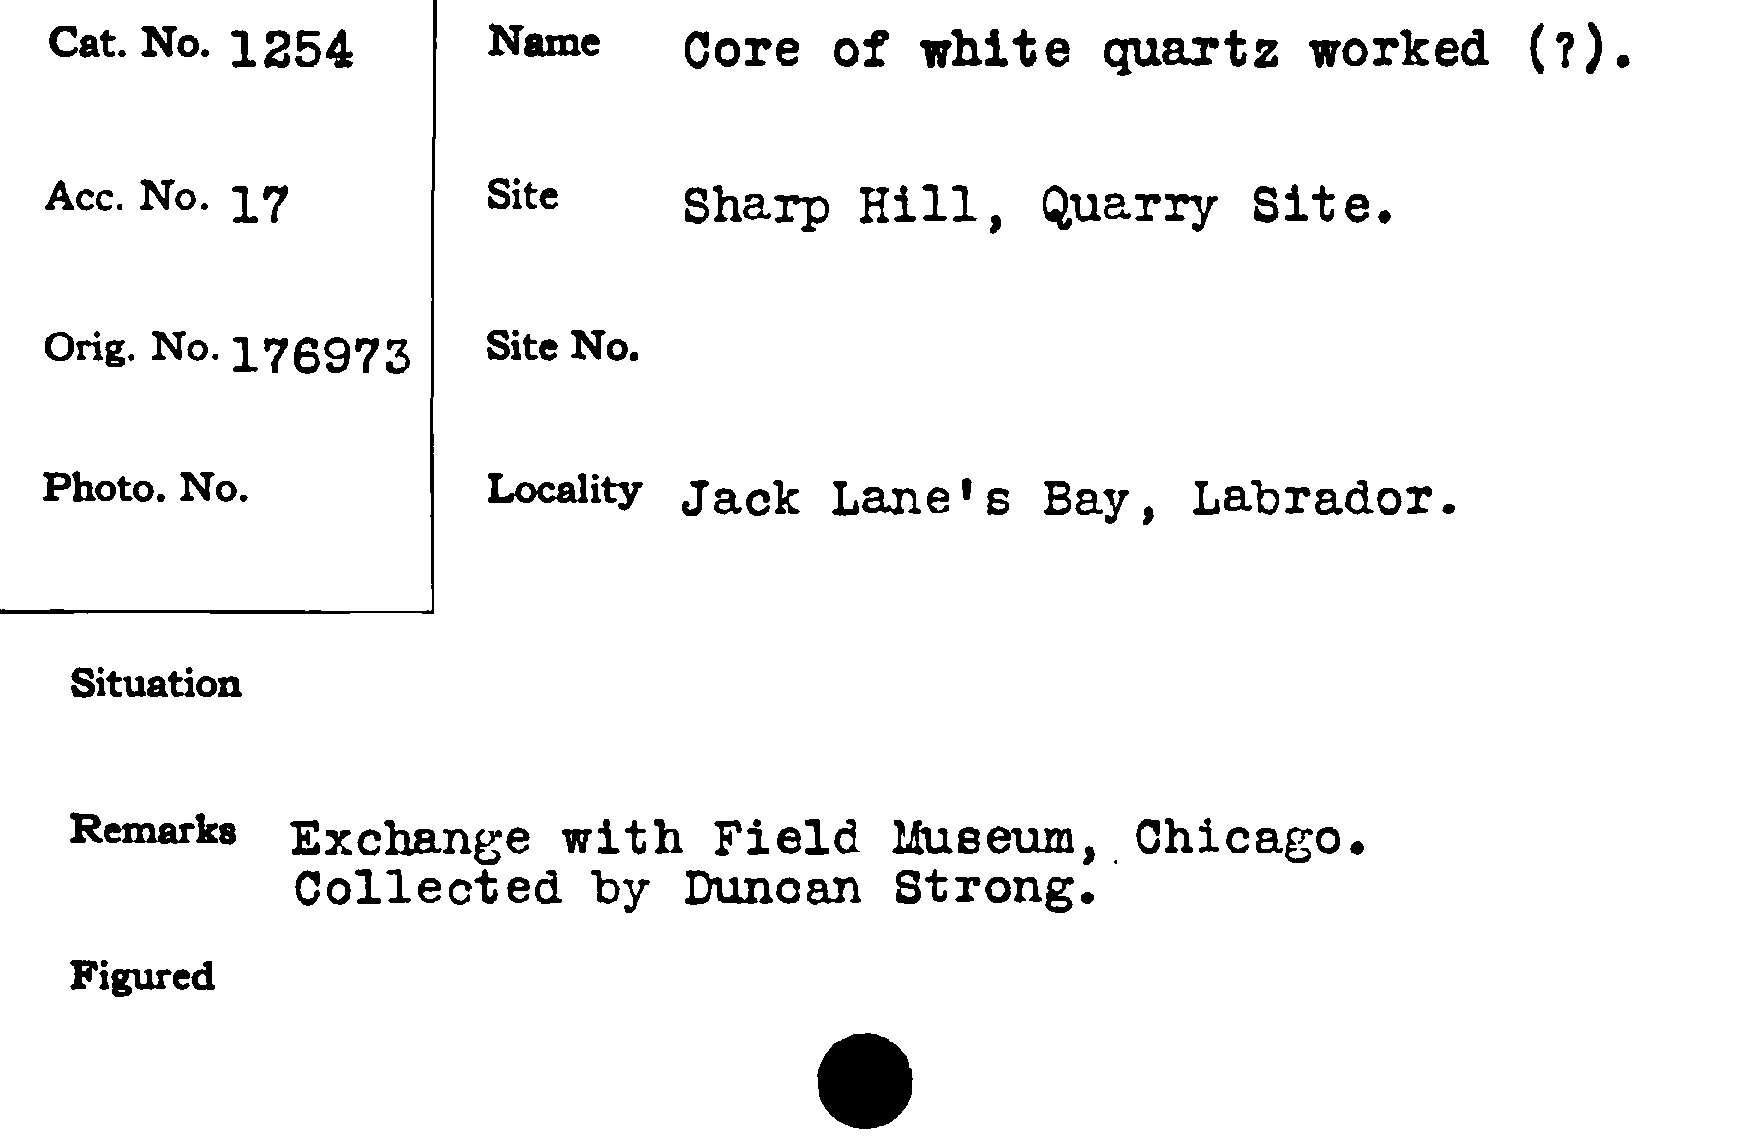 Cat. No. 1254
Acc. No. 17
Orig. No. 176973
Photo. No.
Name Core of white quartz worked (?).
Site Sharp Hill, Quarry Site.
Site No.
Locality Jack Lane's Bay, Labrador.
Situation
Remarks Exchange with Field Museum, Chicago.
Collected by Duncan Strong.
Figured